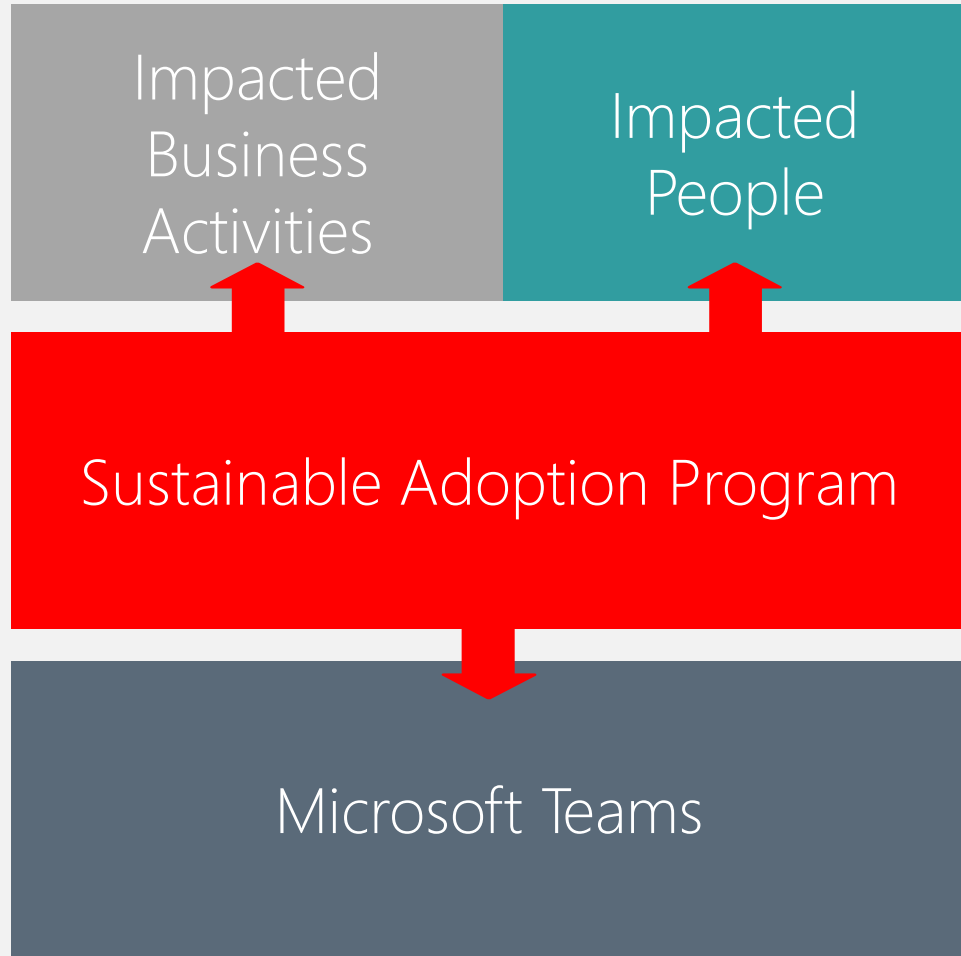 Impacted
Business
Activities
Impacted
People
Sustainable Adoption Program
Microsoft Teams